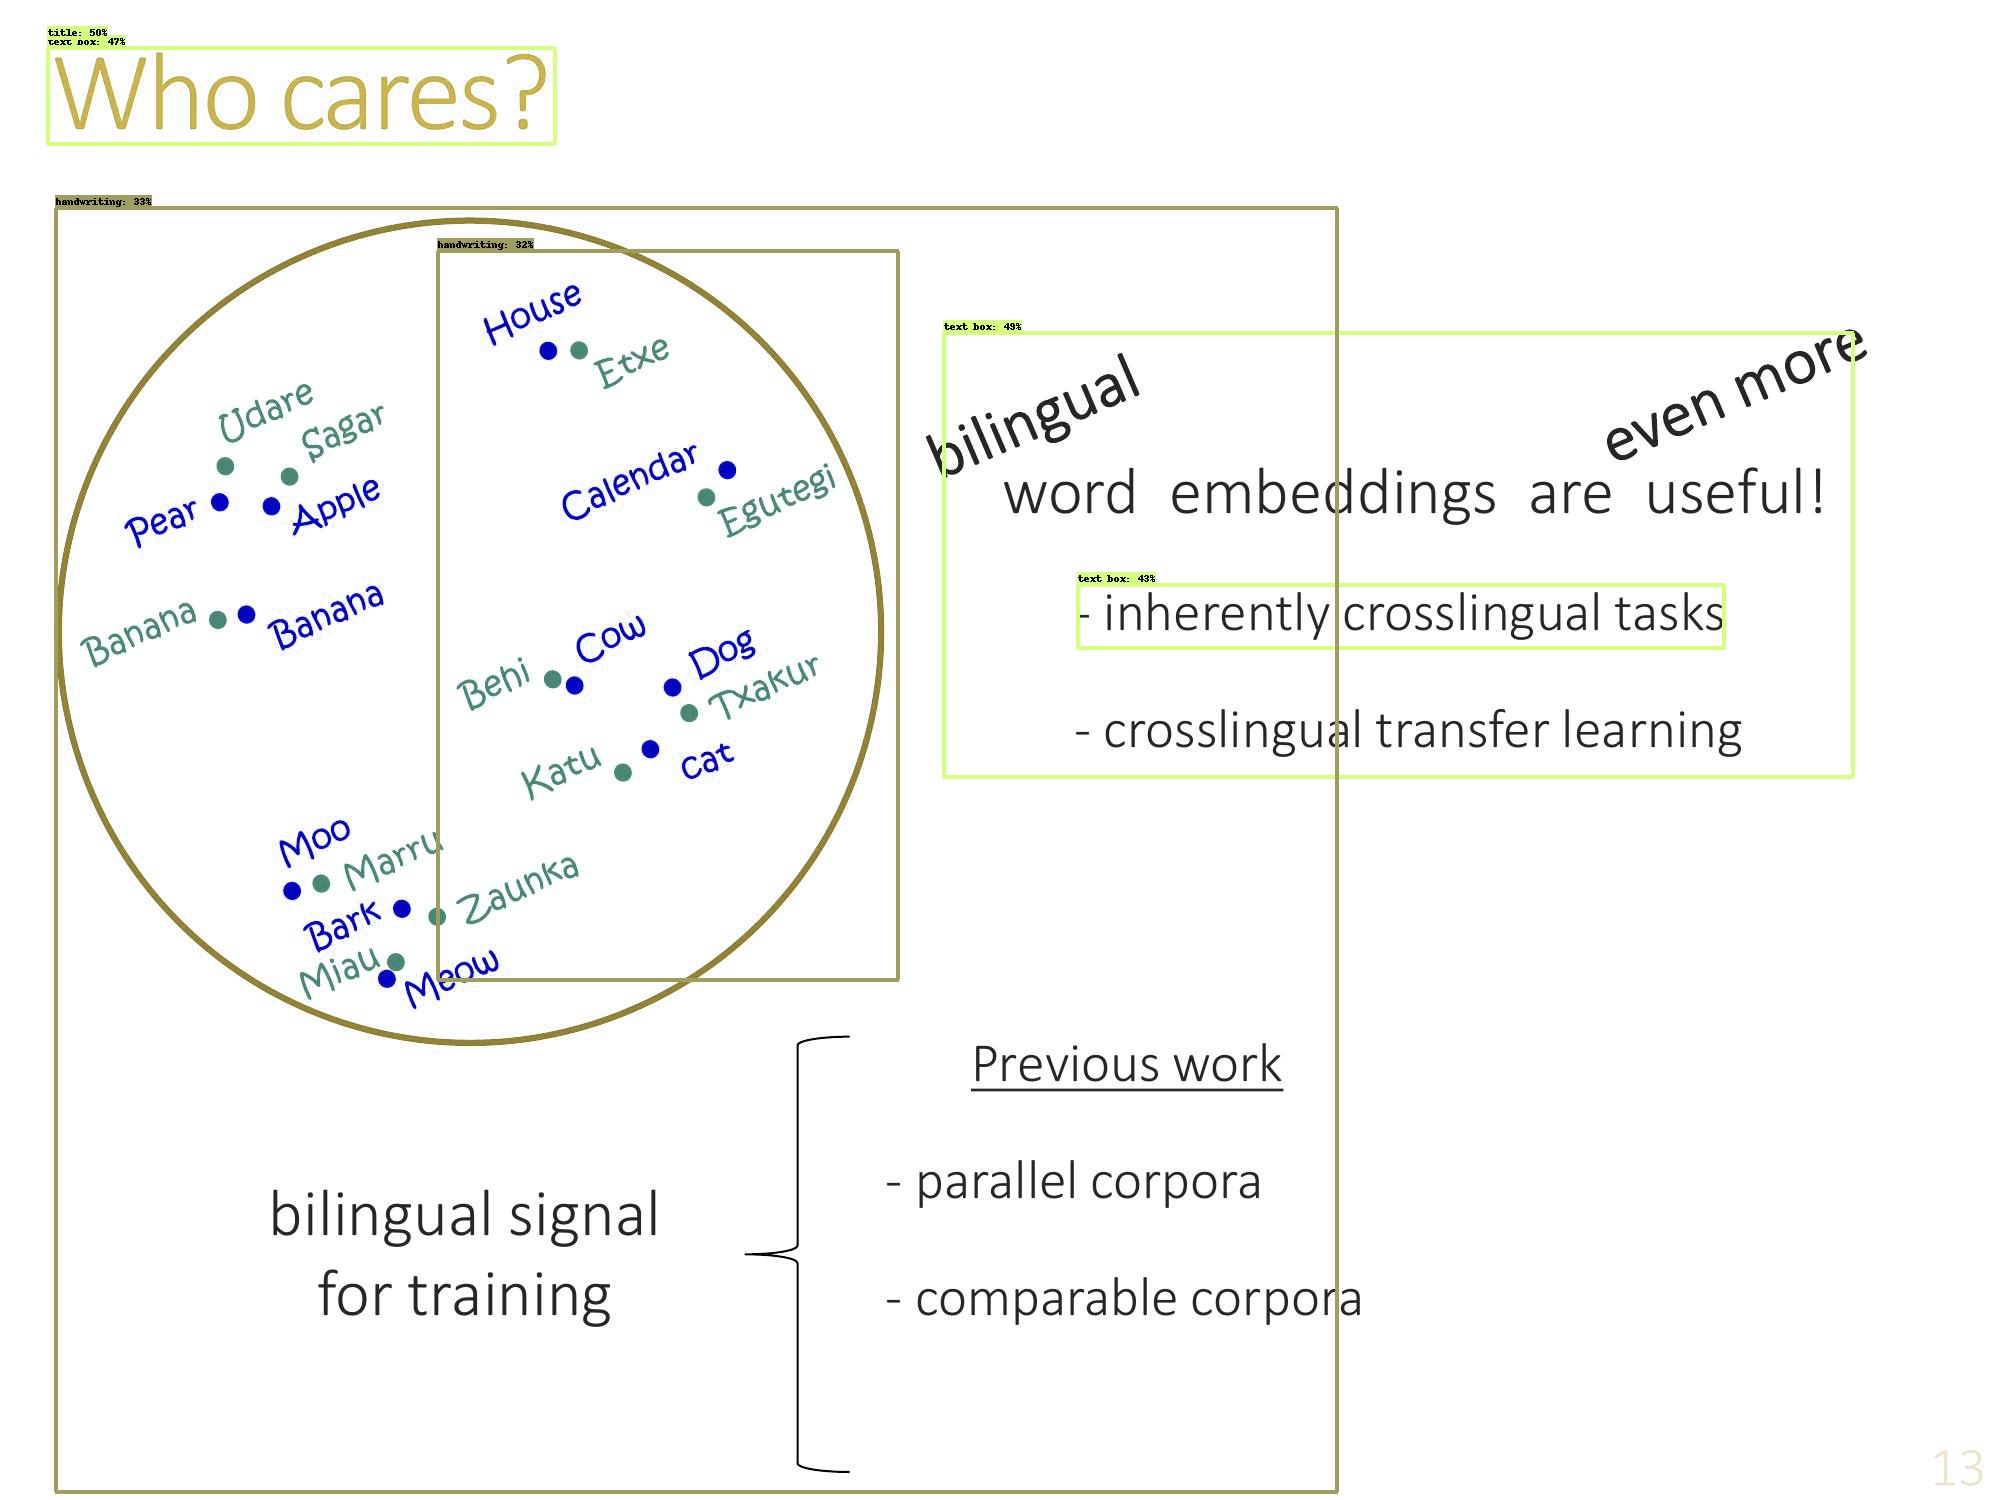 title: 50%
text box: 47%
Who cares?
handwriting: 33%
handwriting: 32%
House
Etxe
Udare
Sagar
Pear
Apple
Calendar
Egutegi
Banana
Banana
Cow
Behi
Dog
Txakur
Katu
cat
Moo
Marru
Bark
Zaunka
Miau
Meow
text box: 49%
bilingual
even more
word embeddings are useful!
text box: 43%
- inherently crosslingual tasks
- crosslingual transfer learning
bilingual signal
for training
Previous work
- parallel corpora
- comparable corpora
13